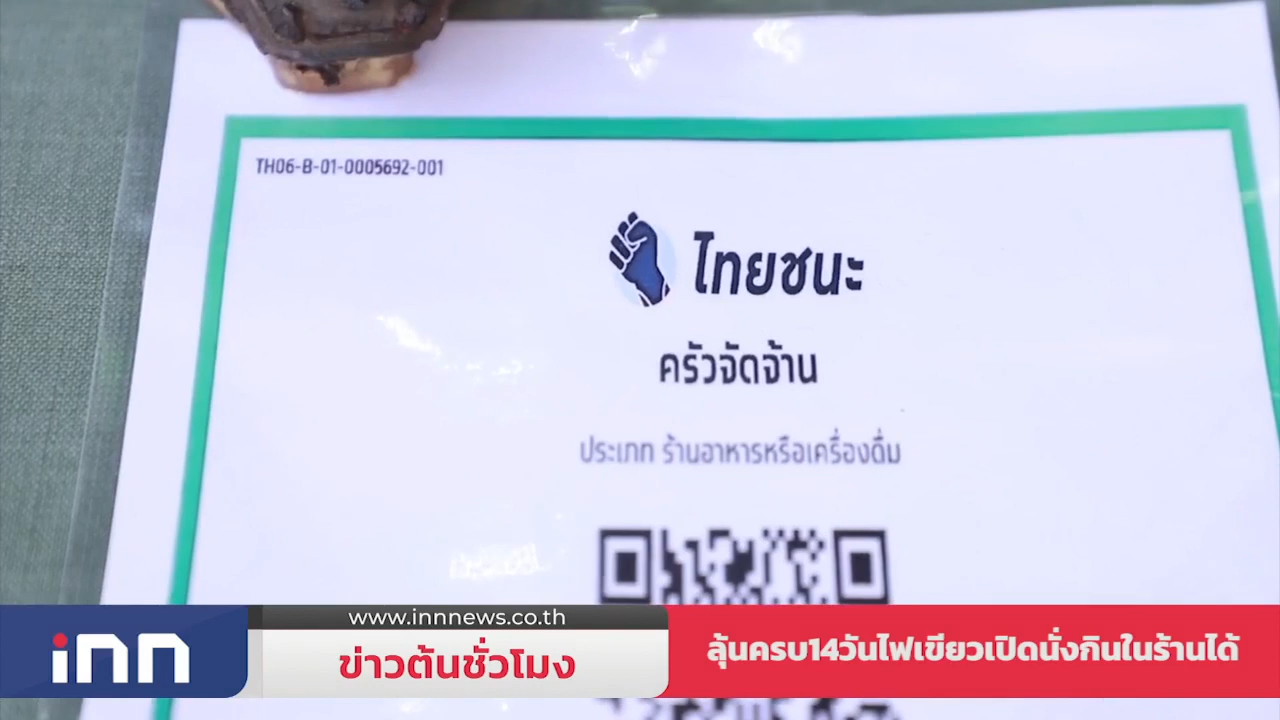 TH06-B-01-0005692-001
ไทยชนะ
ครัวจัดจ้าน
ประเภท ร้านอาหารหรือเครื่องดื่ม
inn
www.innnews.co.th
ข่าวต้นชั่วโมง
ลุ้นครบ14วันไฟเขียวเปิดนั่งกินในร้านได้